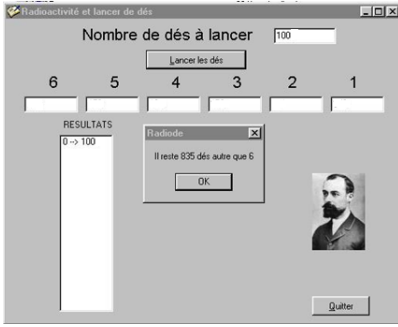 Radioactivité et lancer de dés
Nombre de dés à lancer 100
Lancer les dés
6 5 4 3 2 1
RESULTATS
0 --> 100
Radiode
Il reste 835 dés autre que 6
OK
Quitter